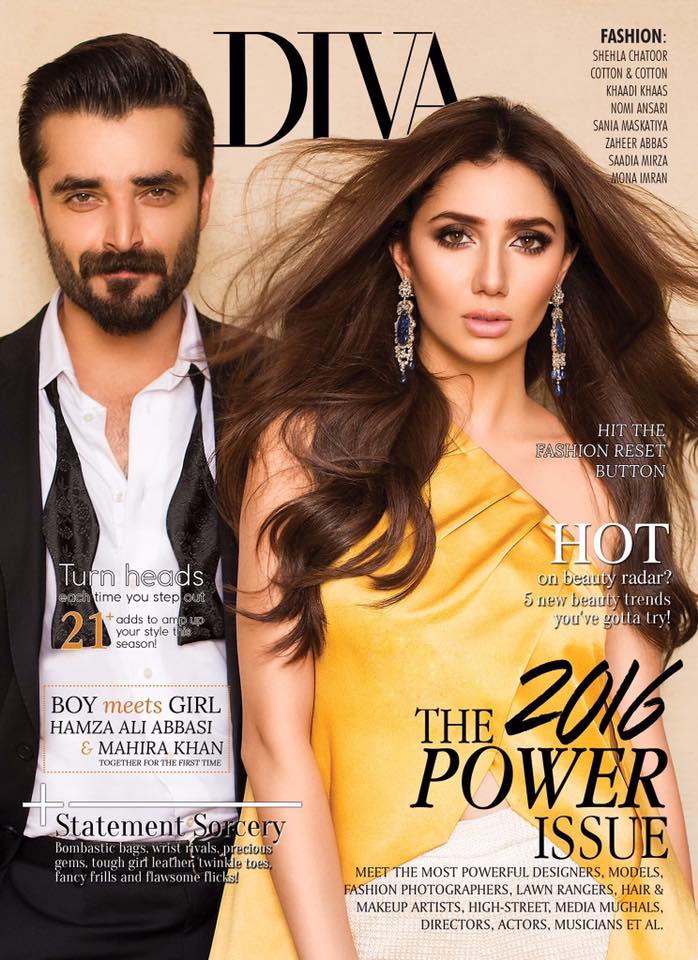 DIVA
FASHION:
SHEHLA CHATOOR
COTTON & COTTON
KHAADI KHAAS
NOMI ANSARI
SANIA MASKATIYA
ZAHEER ABBAS
SAADIA MIRZA
MONA IMRAN
HIT THE
FASHION RESET
BUTTON
HOT
on beauty radar?
5 new beauty trends
you've gotta try!
Turn heads
each time you step out
21+ adds to amp up
your style this
season!
BOY meets GIRL
HAMZA ALI ABBASI
& MAHIRA KHAN
TOGETHER FOR THE FIRST TIME
Statement Sorcery
Bombastic bags, wrist rivals, precious
gems, tough girl leather, twinkle toes,
fancy frills and flawsome flicks!
THE 2016
POWER
ISSUE
MEET THE MOST POWERFUL DESIGNERS, MODELS,
FASHION PHOTOGRAPHERS, LAWN RANGERS, HAIR &
MAKEUP ARTISTS, HIGH-STREET, MEDIA MUGHALS,
DIRECTORS, ACTORS, MUSICIANS ET AL.